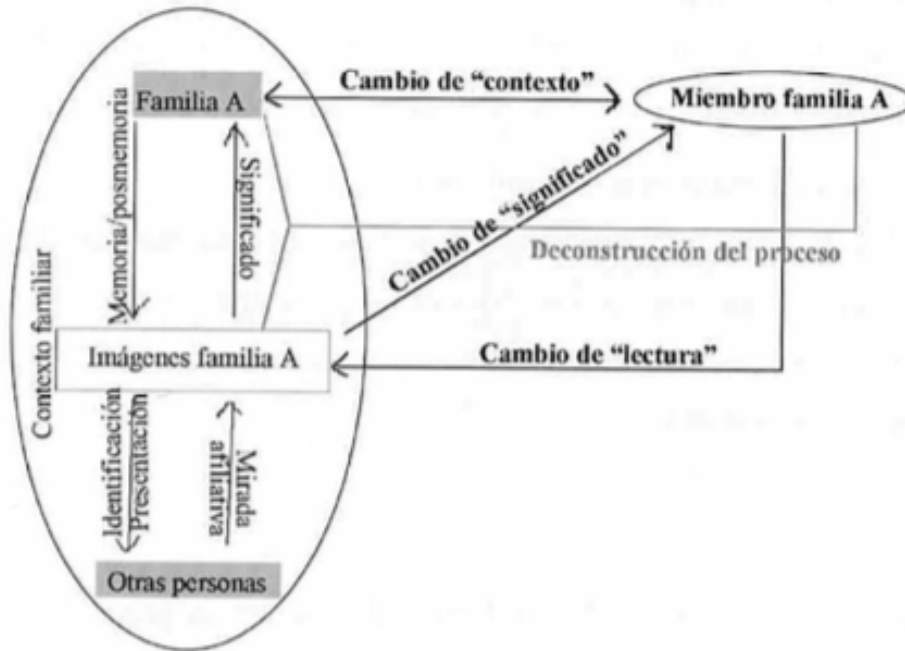 Cambio de “contexto”
Familia A
Miembro familia A
Memoria/posmemoria
Significado
Cambio de “significado”
Deconstrucción del proceso
Contexto familiar
Imágenes familia A
Cambio de “lectura”
Identificación
Presentación
Mirada
afiliativa
Otras personas